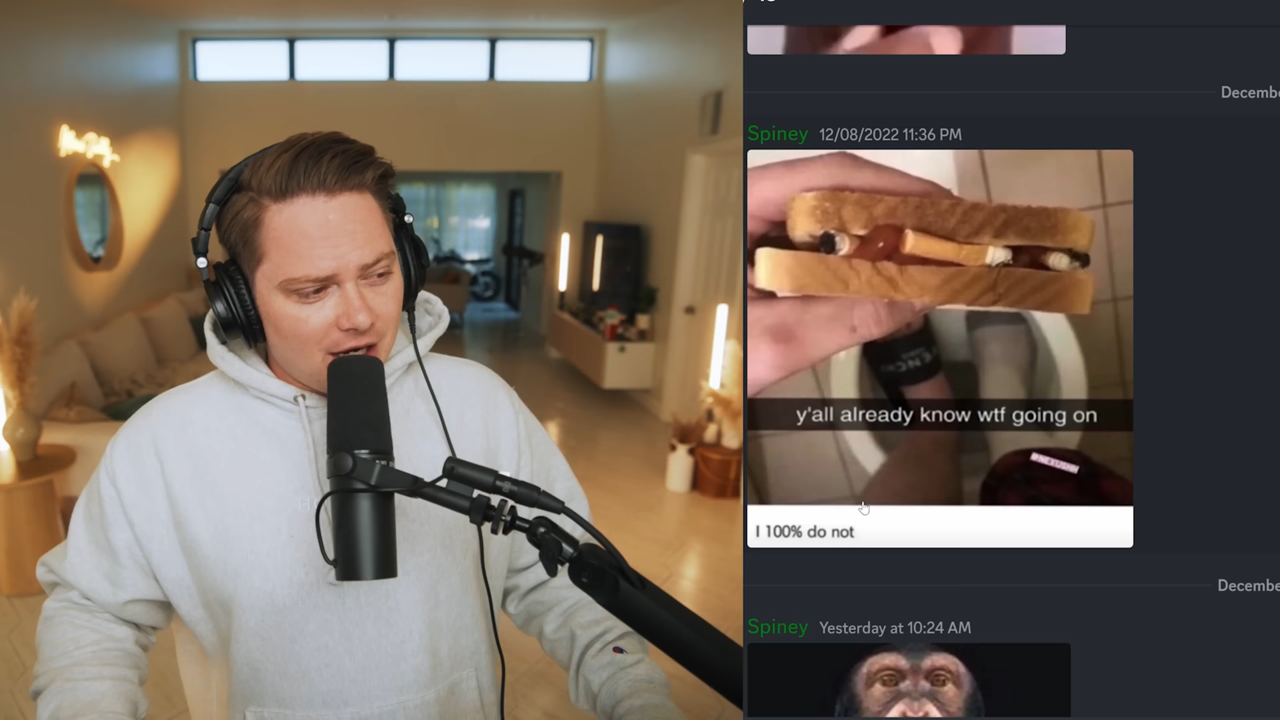 Decembe
Spiney 12/08/2022 11:36 PM
y'all already know wtf going on
I 100% do not
Decembe
Spiney Yesterday at 10:24 AM